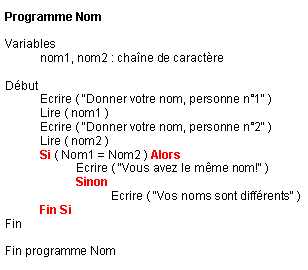 Programme Nom
Variables
nom1, nom2 : chaîne de caractère
Début
Ecrire ( "Donner votre nom, personne n°1" )
Lire ( nom1 )
Ecrire ( "Donner votre nom, personne n°2" )
Lire ( nom2 )
Si ( Nom1 = Nom2 ) Alors
Ecrire ( "Vous avez le même nom!" )
Sinon
Ecrire ( "Vos noms sont différents" )
Fin Si
Fin
Fin programme Nom